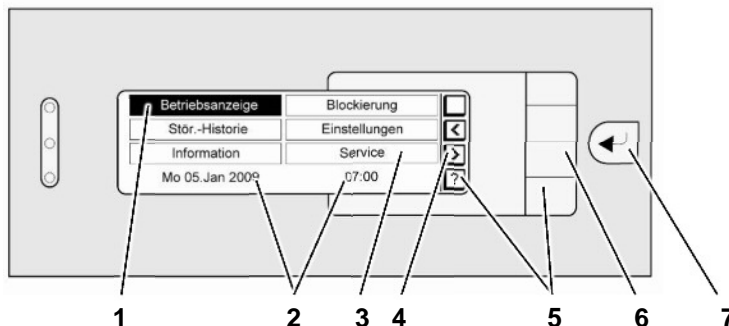 Betriebsanzeige Blockierung
Stör.-Historie Einstellungen <
Information Service >
Mo 05.Jan 2009 07:00 ?
1 2 3 4 5 6 7